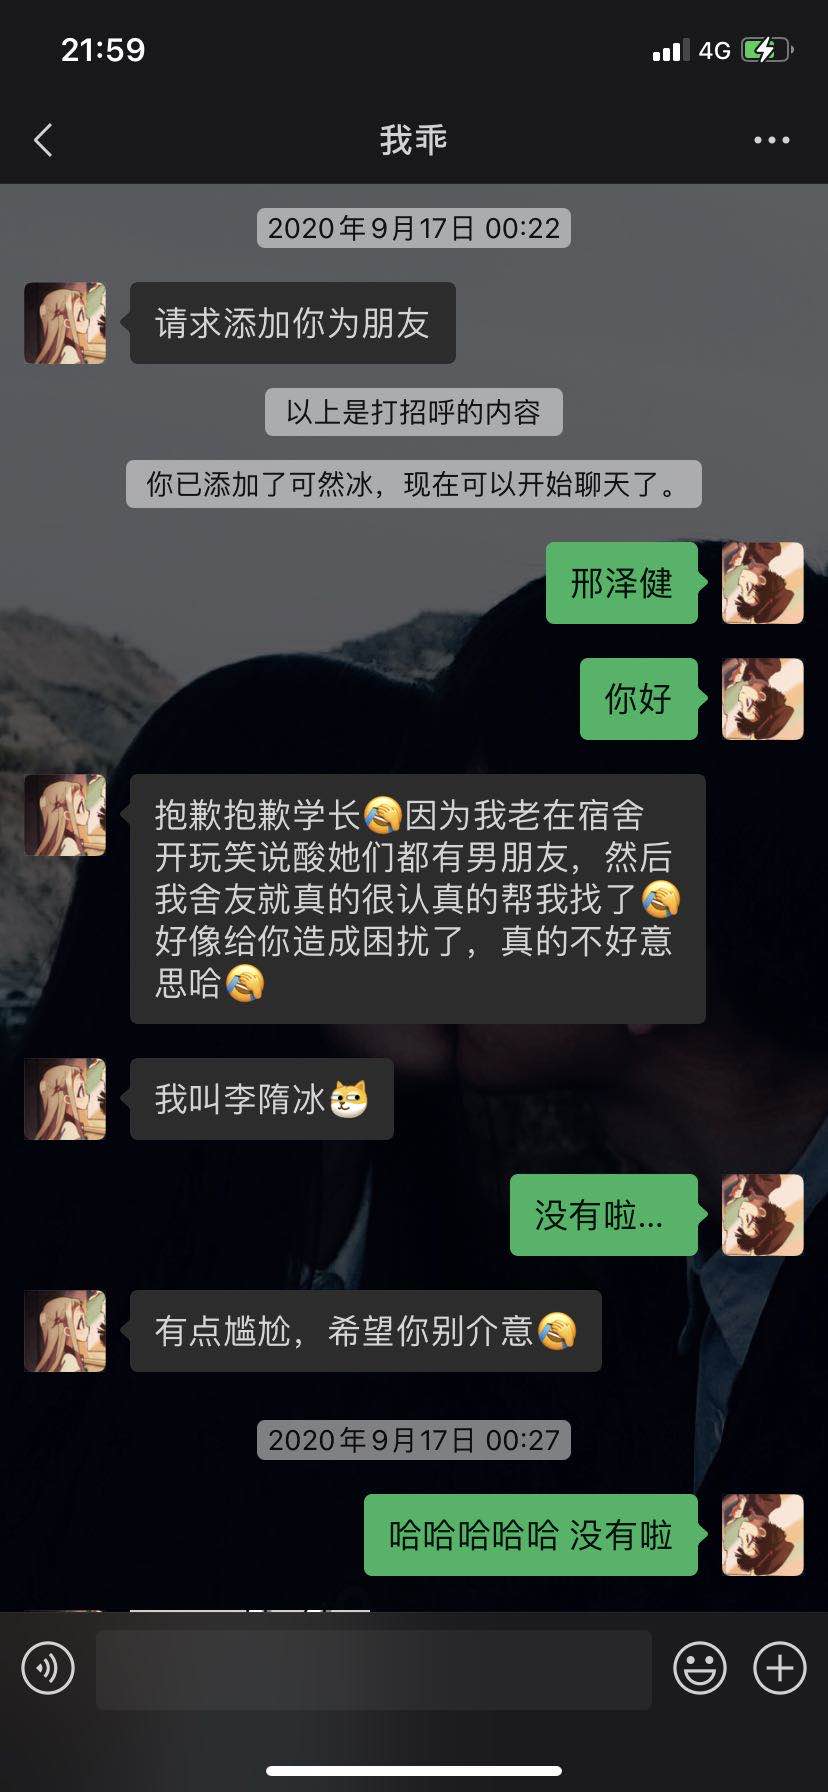 21:59
4G
我乖
2020年9月17日 00:22
请求添加你为朋友
以上是打招呼的内容
你已添加了可然冰，现在可以开始聊天了。
邢泽健
你好
抱歉抱歉学长🤦因为我老在宿舍
开玩笑说酸她们都有男朋友，然后
我舍友就真的很认真的帮我找了🤦
好像给你造成困扰了，真的不好意
思哈🤦
我叫李隋冰
没有啦...
有点尴尬，希望你别介意🤦
2020年9月17日 00:27
哈哈哈哈哈 没有啦